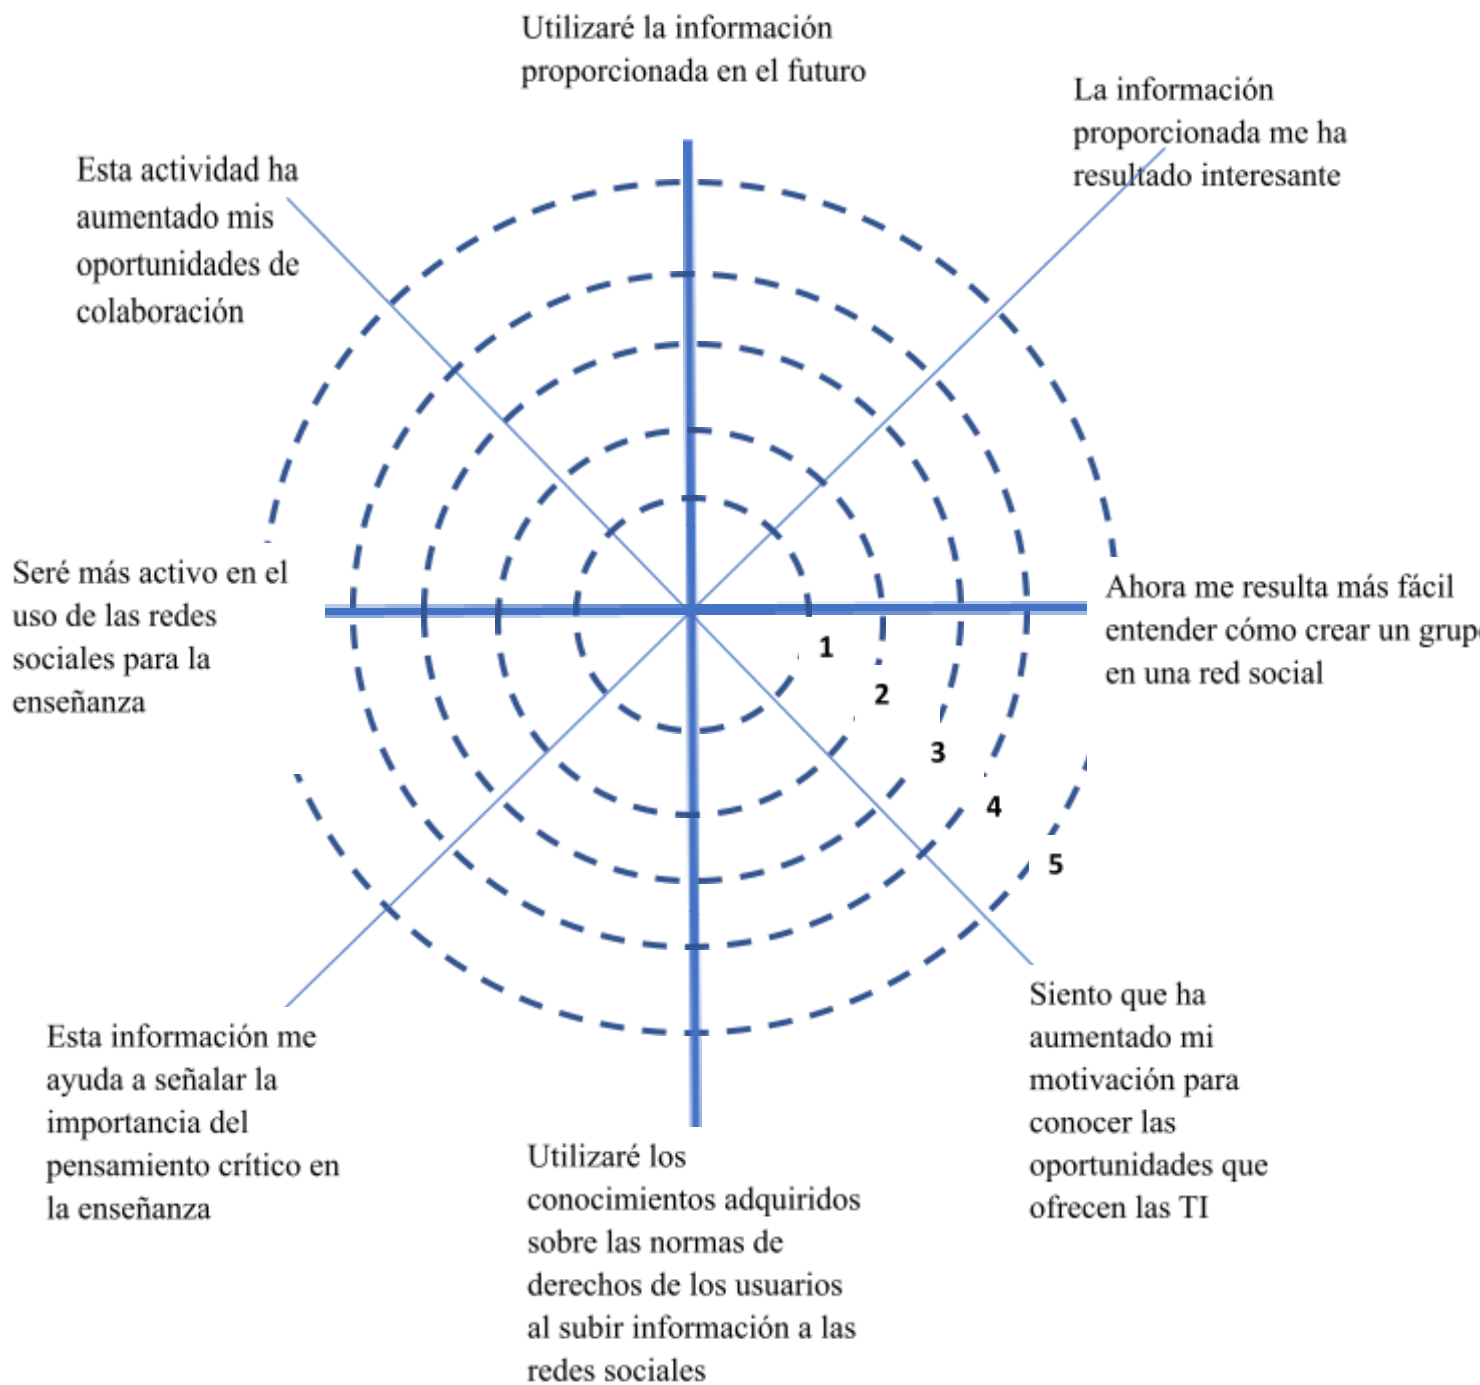 Utilizaré la información
proporcionada en el futuro
La información
proporcionada me ha
resultado interesante
Esta actividad ha
aumentado mis
oportunidades de
colaboración
Seré más activo en el
uso de las redes
sociales para la
enseñanza
Ahora me resulta más fácil
entender cómo crear un grupo
en una red social
1
2
3
4
5
Esta información me
ayuda a señalar la
importancia del
pensamiento crítico en
la enseñanza
Utilizaré los
conocimientos adquiridos
sobre las normas de
derechos de los usuarios
al subir información a las
redes sociales
Siento que ha
aumentado mi
motivación para
conocer las
oportunidades que
ofrecen las TI